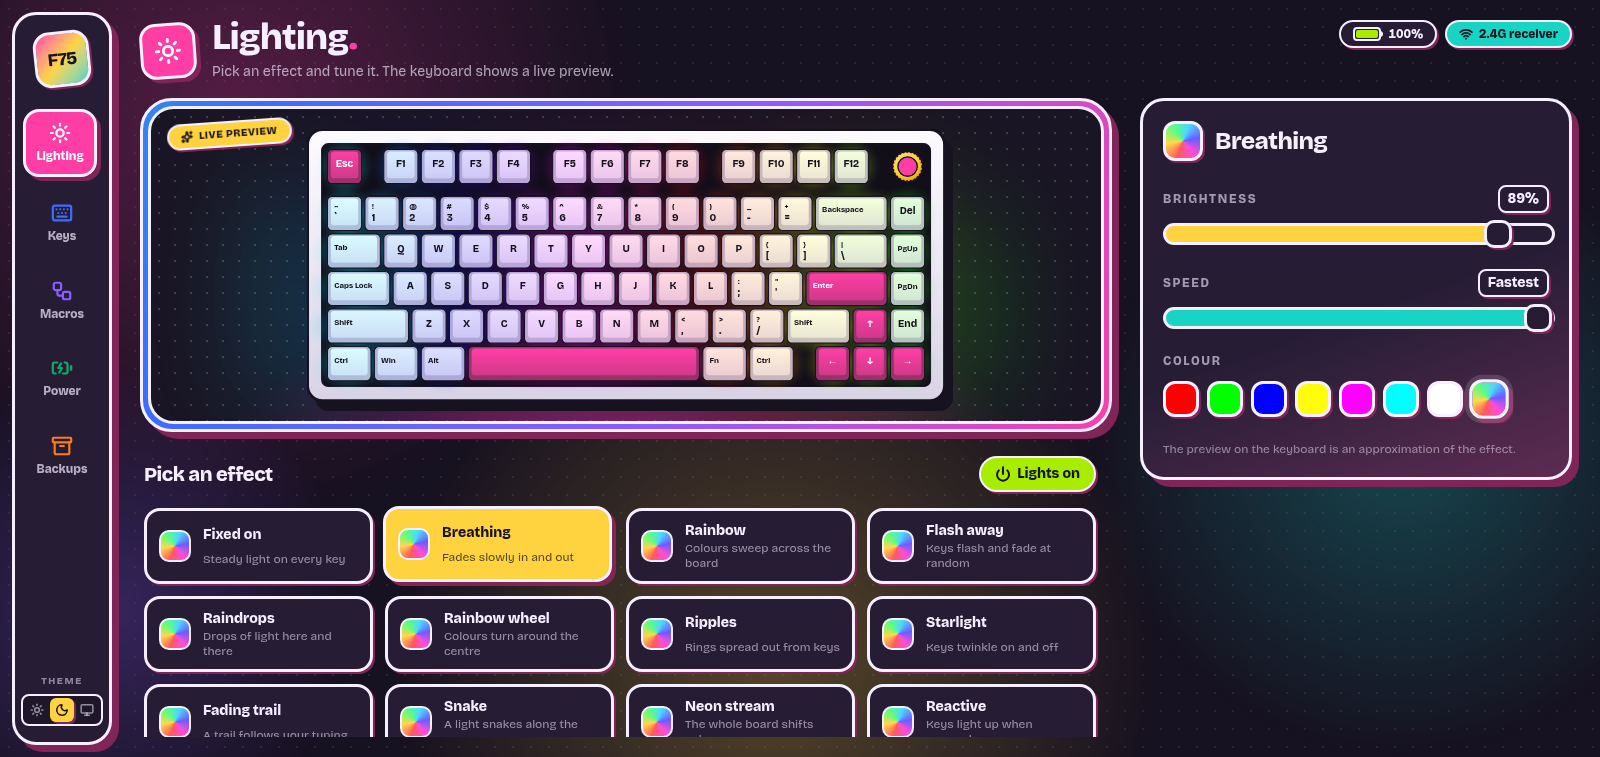 F75
Lighting
Keys
Macros
Power
Backups
THEME
Lighting.
Pick an effect and tune it. The keyboard shows a live preview.
100%
2.4G receiver
LIVE PREVIEW
Esc F1 F2 F3 F4 F5 F6 F7 F8 F9 F10 F11 F12
~ ! @ # $ % ^ & * ( ) _ +
` 1 2 3 4 5 6 7 8 9 0 - = Backspace Del
Tab Q W E R T Y U I O P { [ } ] | \ PgUp
Caps Lock A S D F G H J K L : ; " ' Enter PgDn
Shift Z X C V B N M < , > . ? / Shift ↑ End
Ctrl Win Alt Fn Ctrl ← ↓ →
Breathing
BRIGHTNESS 89%
SPEED Fastest
COLOUR
The preview on the keyboard is an approximation of the effect.
Pick an effect
Lights on
Fixed on
Steady light on every key
Breathing
Fades slowly in and out
Rainbow
Colours sweep across the
board
Flash away
Keys flash and fade at
random
Raindrops
Drops of light here and
there
Rainbow wheel
Colours turn around the
centre
Ripples
Rings spread out from keys
Starlight
Keys twinkle on and off
Fading trail
A trail follows your typing
Snake
A light snakes along the
Neon stream
The whole board shifts
Reactive
Keys light up when